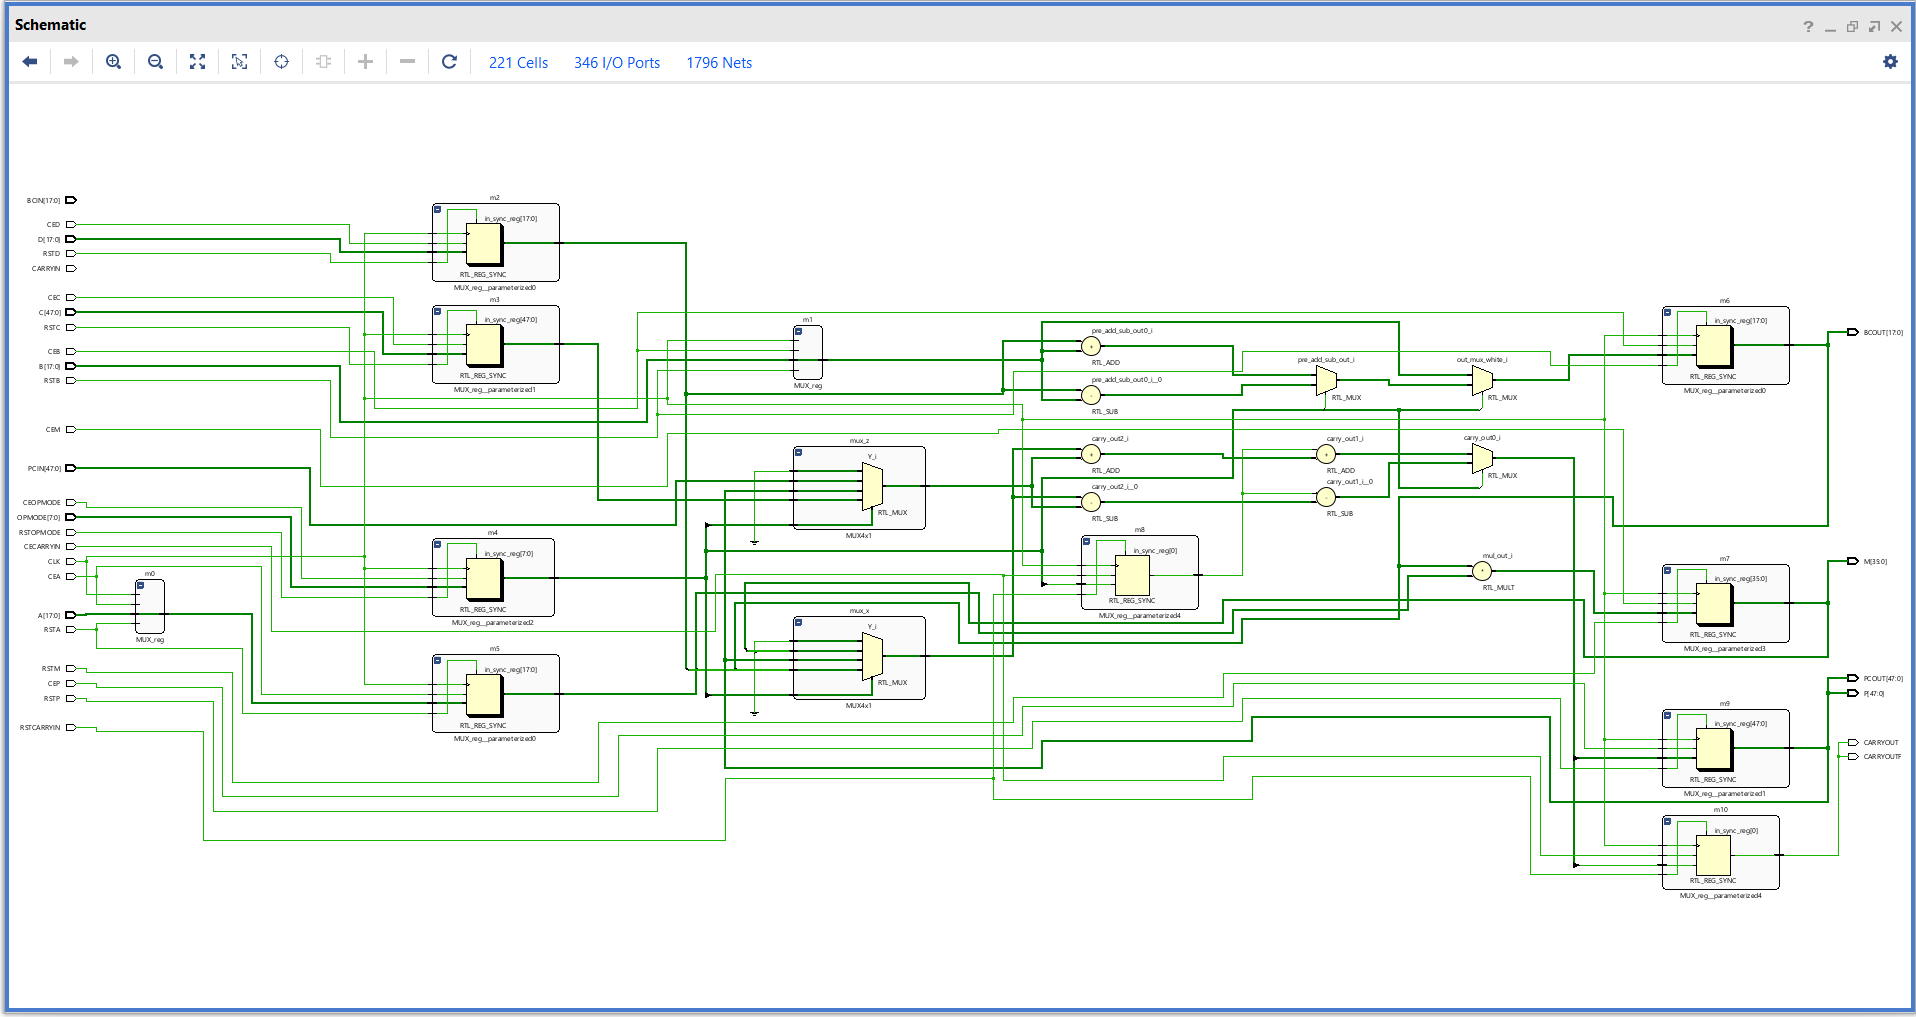 Schematic
221 Cells 346 I/O Ports 1796 Nets
BCIN[17:0]
CED
D[17:0]
RSTD
CARRYIN
CEC
C[47:0]
RSTC
CEB
B[17:0]
RSTB
CEM
PCIN[47:0]
CEOPMODE
OPMODE[7:0]
RSTOPMODE
CECARRYIN
CLK
CEA
A[17:0]
RSTA
RSTM
CEP
RSTP
RSTCARRYIN
m0
MUX_reg
m2
in_sync_reg[17:0]
RTL_REG_SYNC
MUX_reg__parameterized0
m3
in_sync_reg[47:0]
RTL_REG_SYNC
MUX_reg__parameterized1
m4
in_sync_reg[7:0]
RTL_REG_SYNC
MUX_reg__parameterized2
m5
in_sync_reg[17:0]
RTL_REG_SYNC
MUX_reg__parameterized0
m1
MUX_reg
mux_z
Y_i
RTL_MUX
MUX4x1
mux_x
Y_i
RTL_MUX
MUX4x1
pre_add_sub_out0_i
RTL_ADD
pre_add_sub_out0_i__0
RTL_SUB
carry_out2_i
RTL_ADD
carry_out2_i__0
RTL_SUB
m8
in_sync_reg[0]
RTL_REG_SYNC
MUX_reg__parameterized4
pre_add_sub_out_i
RTL_MUX
carry_out1_i
RTL_ADD
carry_out1_i__0
RTL_SUB
out_mux_white_i
RTL_MUX
carry_out0_i
RTL_MUX
mul_out_i
RTL_MULT
m6
in_sync_reg[17:0]
RTL_REG_SYNC
MUX_reg__parameterized0
m7
in_sync_reg[35:0]
RTL_REG_SYNC
MUX_reg__parameterized3
m9
in_sync_reg[47:0]
RTL_REG_SYNC
MUX_reg__parameterized1
m10
in_sync_reg[0]
RTL_REG_SYNC
MUX_reg__parameterized4
BCOUT[17:0]
M[35:0]
PCOUT[47:0]
P[47:0]
CARRYOUT
CARRYOUTF